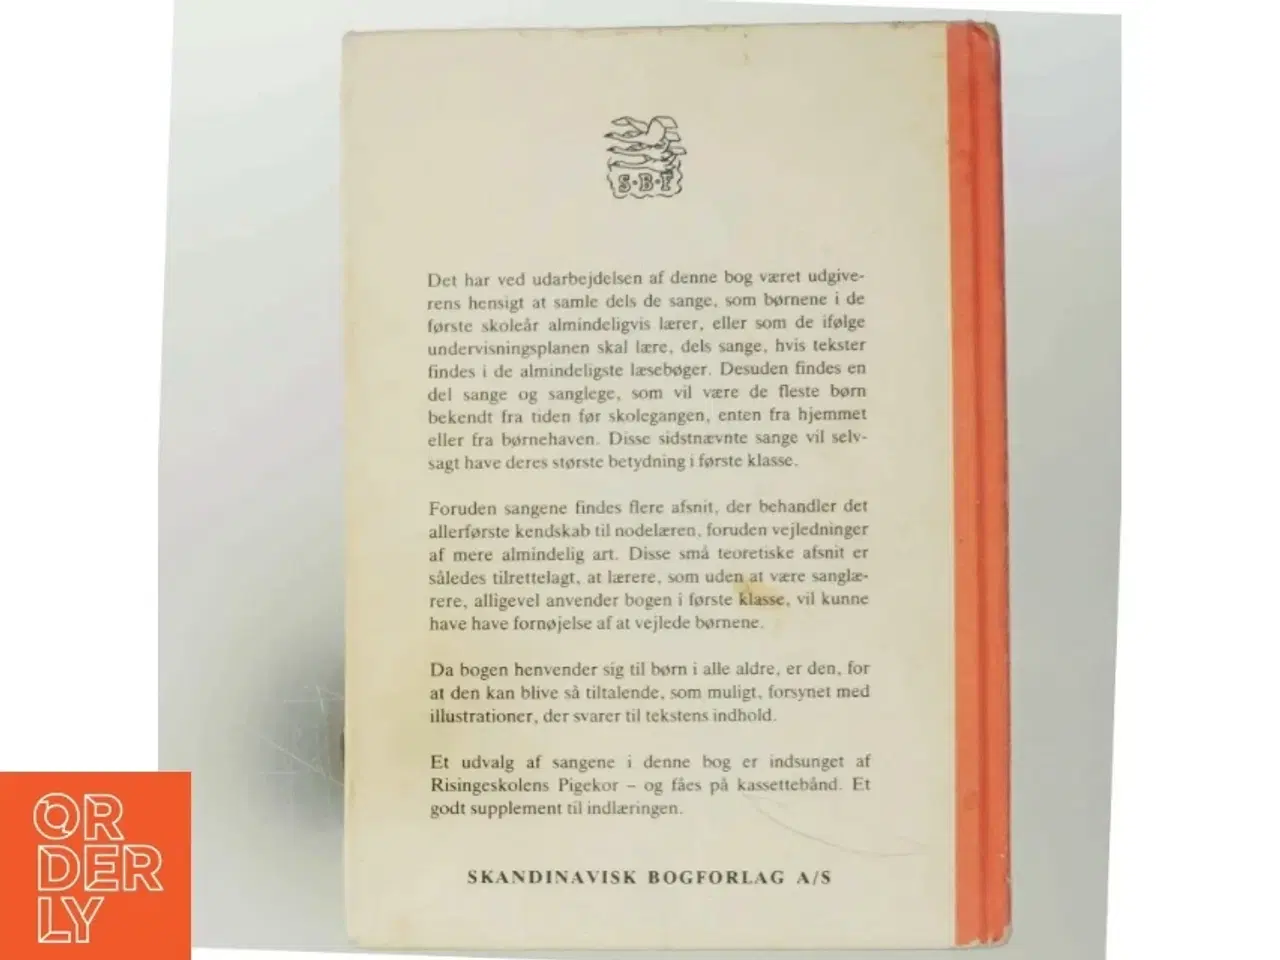 S·B·F
Det har ved udarbejdelsen af denne bog været udgive-
rens hensigt at samle dels de sange, som børnene i de
første skoleår almindeligvis lærer, eller som de ifølge
undervisningsplanen skal lære, dels sange, hvis tekster
findes i de almindeligste læsebøger. Desuden findes en
del sange og sanglege, som vil være de fleste børn
bekendt fra tiden før skolegangen, enten fra hjemmet
eller fra børnehaven. Disse sidstnævnte sange vil selv-
sagt have deres største betydning i første klasse.
Foruden sangene findes flere afsnit, der behandler det
allerførste kendskab til nodelæren, foruden vejledninger
af mere almindelig art. Disse små teoretiske afsnit er
således tilrettelagt, at lærere, som uden at være sanglæ-
rere, alligevel anvender bogen i første klasse, vil kunne
have have fornøjelse af at vejlede børnene.
Da bogen henvender sig til børn i alle aldre, er den, for
at den kan blive så tiltalende, som muligt, forsynet med
illustrationer, der svarer til tekstens indhold.
Et udvalg af sangene i denne bog er indsunget af
Risingeskolens Pigekor – og fåes på kassettebånd. Et
godt supplement til indlæringen.
SKANDINAVISK BOGFORLAG A/S
OR
DER
LY